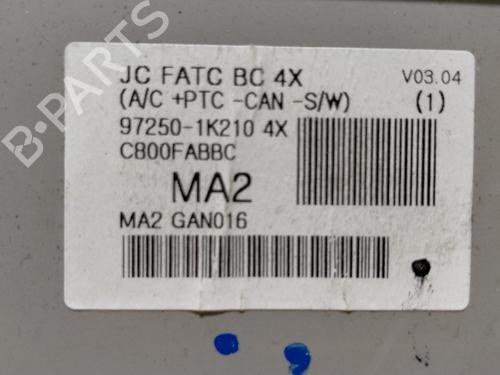 JC FATC BC 4X V03.04
(A/C +PTC -CAN -S/W) (1)
97250-1K210 4X
C800FABBC
MA2
MA2 GAN016
B-PARTS